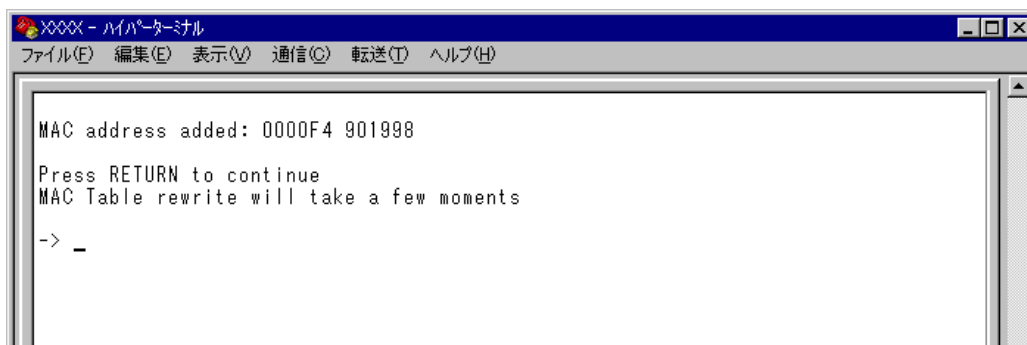 XXXX - ハイパーターミナル
ファイル(F) 編集(E) 表示(V) 通信(C) 転送(T) ヘルプ(H)
MAC address added: 0000F4 901998
Press RETURN to continue
MAC Table rewrite will take a few moments
-> _